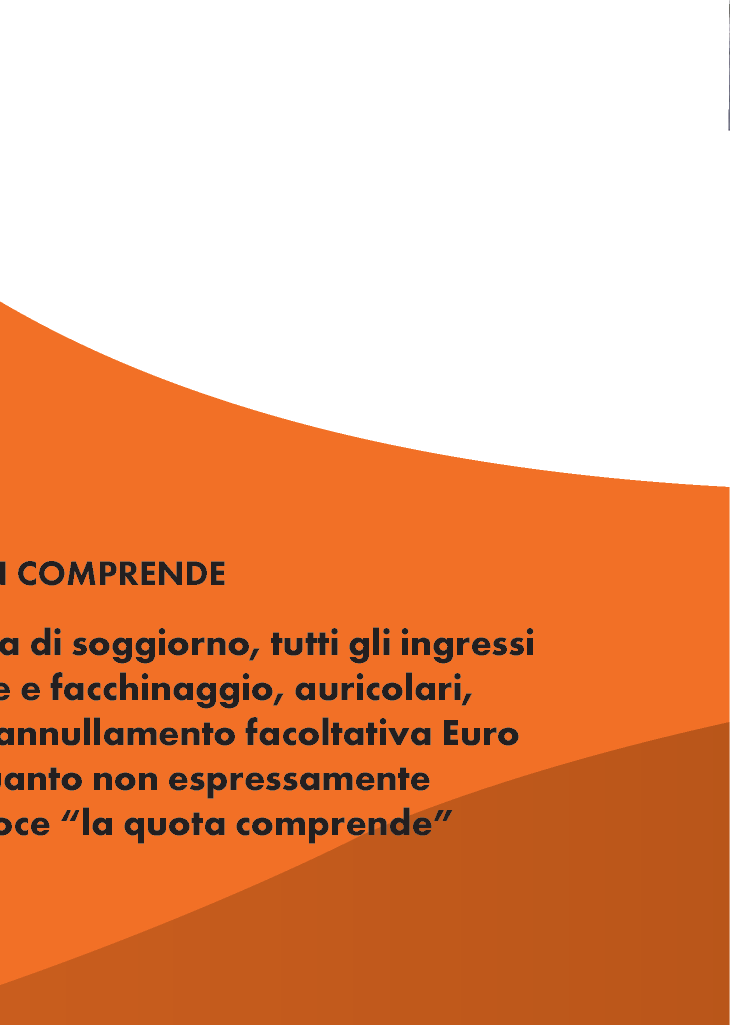 COMPRENDE
a di soggiorno, tutti gli ingressi
e e facchinaggio, auricolari,
annullamento facoltativa Euro
uanto non espressamente
oce “la quota comprende”